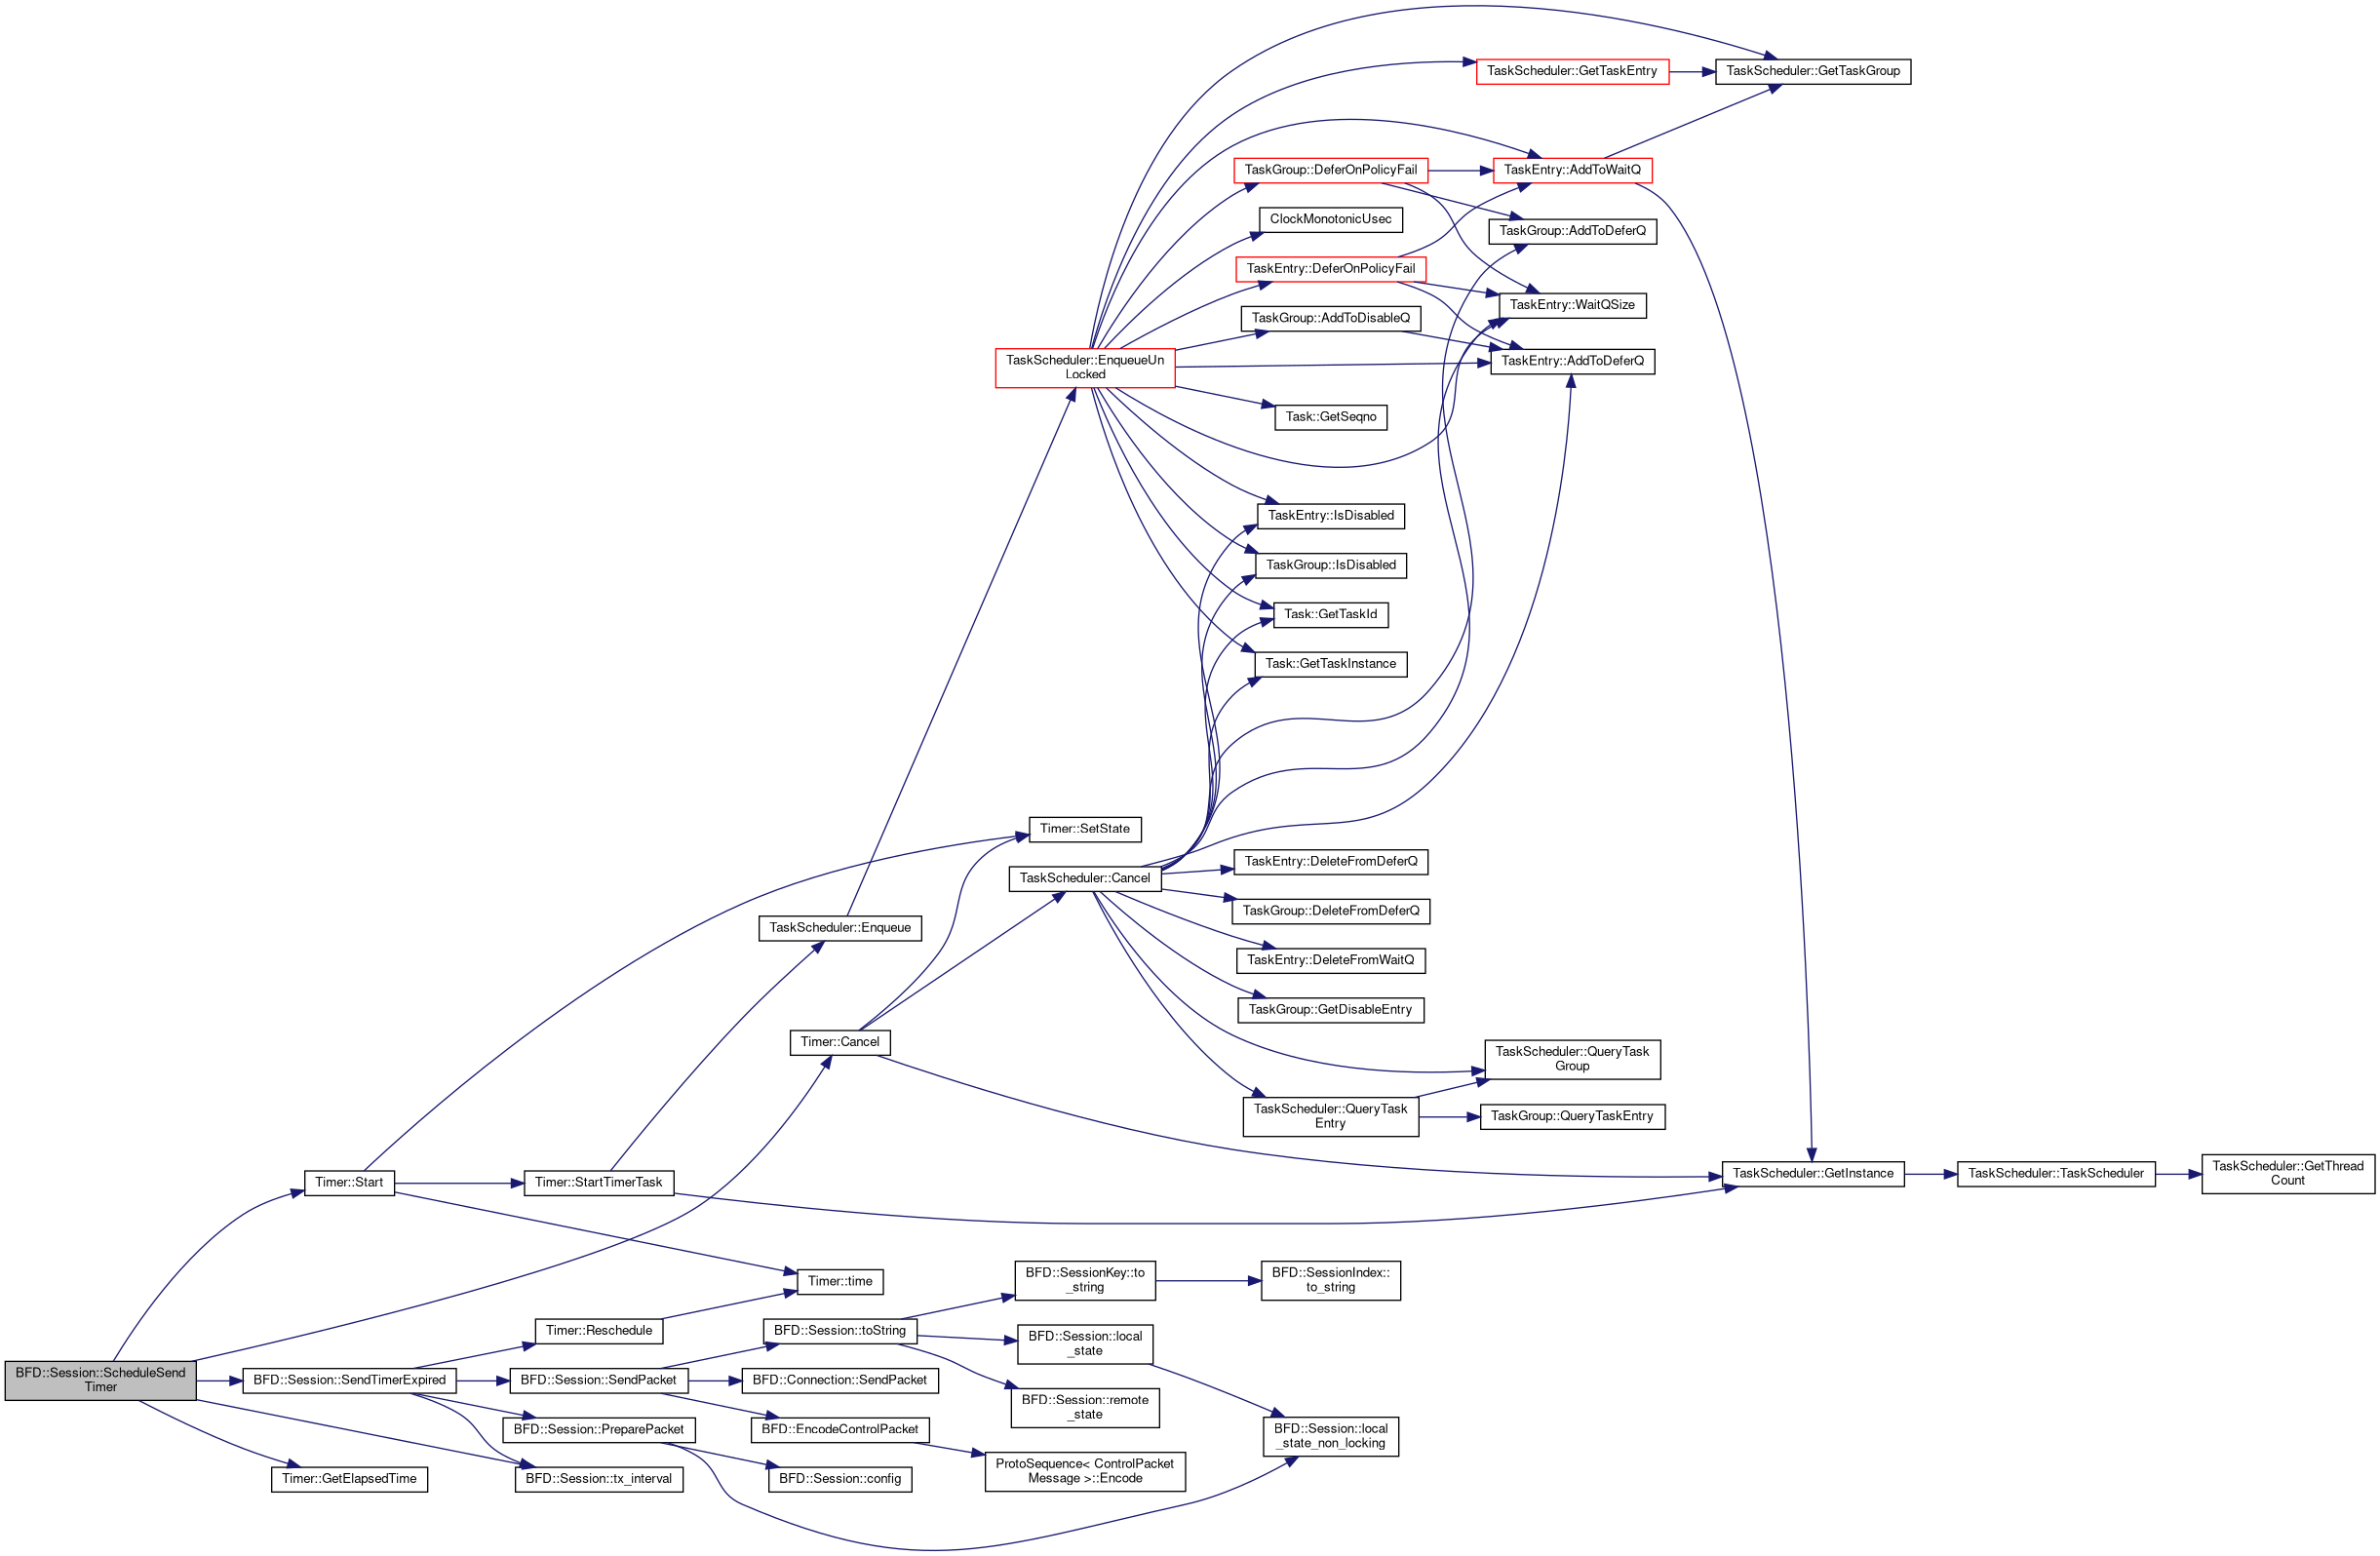 TaskScheduler::GetTaskEntry
TaskScheduler::GetTaskGroup
TaskGroup::DeferOnPolicyFail
TaskEntry::AddToWaitQ
ClockMonotonicUsec
TaskGroup::AddToDeferQ
TaskEntry::DeferOnPolicyFail
TaskEntry::WaitQSize
TaskGroup::AddToDisableQ
TaskScheduler::EnqueueUn
Locked
TaskEntry::AddToDeferQ
Task::GetSeqno
TaskEntry::IsDisabled
TaskGroup::IsDisabled
Task::GetTaskId
Task::GetTaskInstance
Timer::SetState
TaskScheduler::Cancel
TaskEntry::DeleteFromDeferQ
TaskGroup::DeleteFromDeferQ
TaskScheduler::Enqueue
TaskEntry::DeleteFromWaitQ
TaskGroup::GetDisableEntry
Timer::Cancel
TaskScheduler::QueryTask
Group
TaskScheduler::QueryTask
Entry
TaskGroup::QueryTaskEntry
Timer::Start
Timer::StartTimerTask
TaskScheduler::GetInstance
TaskScheduler::TaskScheduler
TaskScheduler::GetThread
Count
Timer::time
BFD::SessionKey::to
_string
BFD::SessionIndex::
to_string
Timer::Reschedule
BFD::Session::toString
BFD::Session::local
_state
BFD::Session::ScheduleSend
Timer
BFD::Session::SendTimerExpired
BFD::Session::SendPacket
BFD::Connection::SendPacket
BFD::Session::remote
_state
BFD::Session::PreparePacket
BFD::EncodeControlPacket
BFD::Session::local
_state_non_locking
Timer::GetElapsedTime
BFD::Session::tx_interval
BFD::Session::config
ProtoSequence< ControlPacket
Message >::Encode